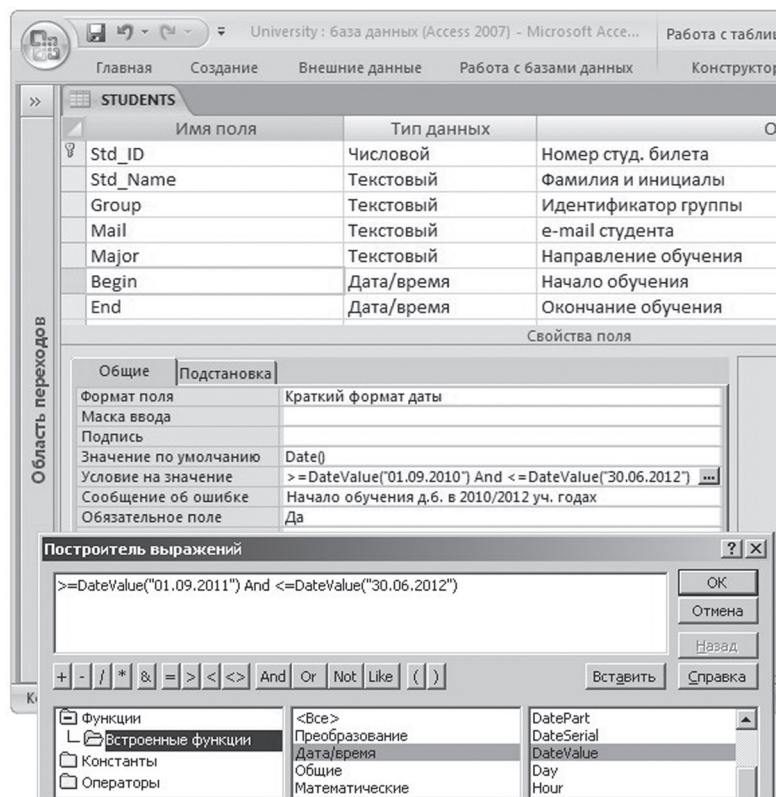 University : база данных (Access 2007) - Microsoft Acce...
Работа с таблиц
Главная Создание Внешние данные Работа с базами данных Конструктор
STUDENTS
Имя поля Тип данных О
Std_ID Числовой Номер студ. билета
Std_Name Текстовый Фамилия и инициалы
Group Текстовый Идентификатор группы
Mail Текстовый e-mail студента
Major Текстовый Направление обучения
Begin Дата/время Начало обучения
End Дата/время Окончание обучения
Свойства поля
Область переходов
Общие Подстановка
Формат поля Краткий формат даты
Маска ввода
Подпись
Значение по умолчанию Date()
Условие на значение >=DateValue("01.09.2010") And <=DateValue("30.06.2012") ...
Сообщение об ошибке Начало обучения д.б. в 2010/2012 уч. годах
Обязательное поле Да
Построитель выражений
>=DateValue("01.09.2011") And <=DateValue("30.06.2012")
ОК
Отмена
Назад
+ - / * & = > < <> And Or Not Like ( ) Вставить Справка
Функции <Все> DatePart
Встроенные функции Преобразование DateSerial
Константы Дата/время DateValue
Операторы Общие Day
Математические Hour